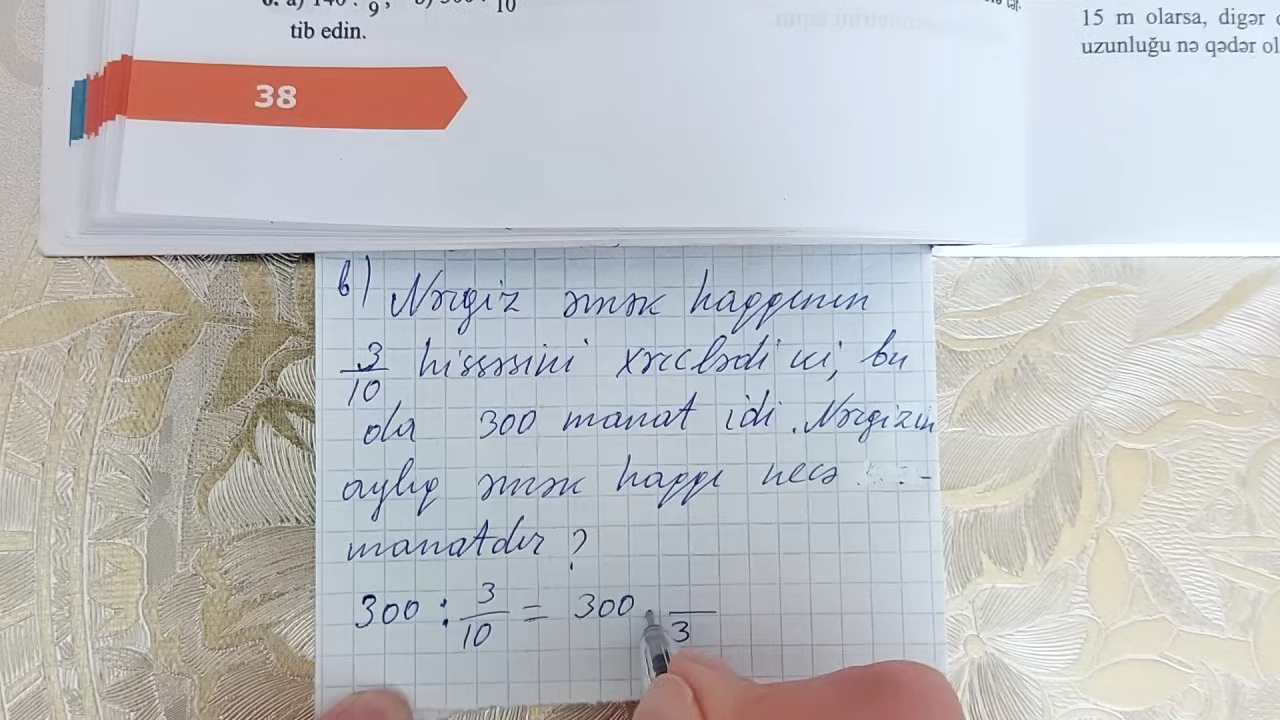 tib edin.
38
15 m olarsa, digər
uzunluğu nə qədər ol
b) Nərgiz əmək haqqının
3/10 hissəsini xərclədi ki, bu
da 300 manat idi. Nərgizin
aylıq əmək haqqı necə -
manatdır?
300 : 3/10 = 300 · /3